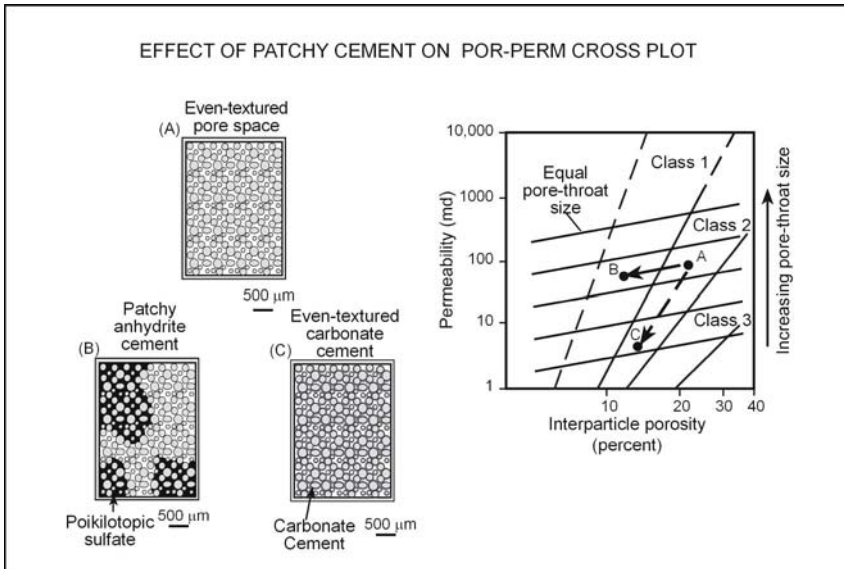 EFFECT OF PATCHY CEMENT ON POR-PERM CROSS PLOT
Even-textured
pore space
(A)
500 μm
Patchy
anhydrite
cement
(B)
Poikilotopic
sulfate
500 μm
Even-textured
carbonate
cement
(C)
Carbonate
Cement
500 μm
Permeability (md)
10,000
1000
100
10
1
Equal
pore-throat
size
Class 1
Class 2
Class 3
A
B
C
10
20
30
40
Interparticle porosity
(percent)
Increasing pore-throat size